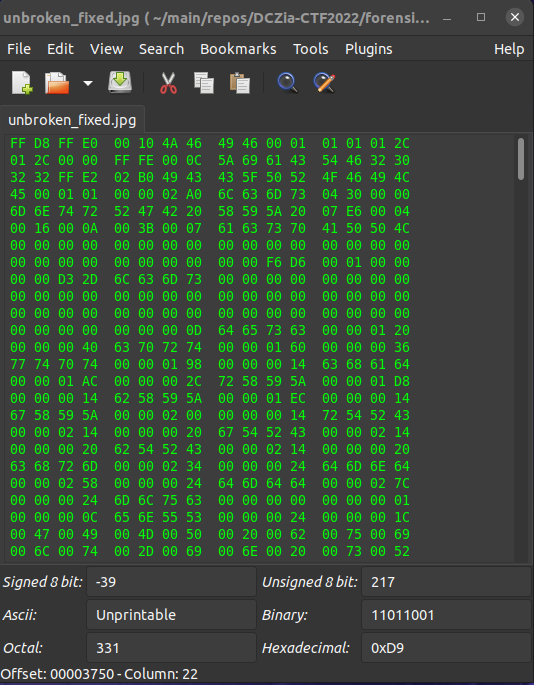 unbroken_fixed.jpg ( ~/main/repos/DCZia-CTF2022/forensi...
File Edit View Search Bookmarks Tools Plugins Help
unbroken_fixed.jpg
FF D8 FF E0 00 10 4A 46 49 46 00 01 01 01 01 2C
01 2C 00 00 FF FE 00 0C 5A 69 61 43 54 46 32 30
32 32 FF E2 02 B0 49 43 43 5F 50 52 4F 46 49 4C
45 00 01 01 00 00 02 A0 6C 63 6D 73 04 30 00 00
6D 6E 74 72 52 47 42 20 58 59 5A 20 07 E6 00 04
00 16 00 0A 00 3B 00 07 61 63 73 70 41 50 50 4C
00 00 00 00 00 00 00 00 00 00 00 00 00 00 00 00
00 00 00 00 00 00 00 00 00 00 F6 D6 00 01 00 00
00 00 D3 2D 6C 63 6D 73 00 00 00 00 00 00 00 00
00 00 00 00 00 00 00 00 00 00 00 00 00 00 00 00
00 00 00 00 00 00 00 00 00 00 00 00 00 00 00 00
00 00 00 00 00 00 00 0D 64 65 73 63 00 00 01 20
00 00 00 40 63 70 72 74 00 00 01 60 00 00 00 36
77 74 70 74 00 00 01 98 00 00 00 14 63 68 61 64
00 00 01 AC 00 00 00 2C 72 58 59 5A 00 00 01 D8
00 00 00 14 62 58 59 5A 00 00 01 EC 00 00 00 14
67 58 59 5A 00 00 02 00 00 00 00 14 72 54 52 43
00 00 02 14 00 00 00 20 67 54 52 43 00 00 02 14
00 00 00 20 62 54 52 43 00 00 02 14 00 00 00 20
63 68 72 6D 00 00 02 34 00 00 00 24 64 6D 6E 64
00 00 02 58 00 00 00 24 64 6D 64 64 00 00 02 7C
00 00 00 24 6D 6C 75 63 00 00 00 00 00 00 00 01
00 00 00 0C 65 6E 55 53 00 00 00 24 00 00 00 1C
00 47 00 49 00 4D 00 50 00 20 00 62 00 75 00 69
00 6C 00 74 00 2D 00 69 00 6E 00 20 00 73 00 52
Signed 8 bit: -39 Unsigned 8 bit: 217
Ascii: Unprintable Binary: 11011001
Octal: 331 Hexadecimal: 0xD9
Offset: 00003750 - Column: 22